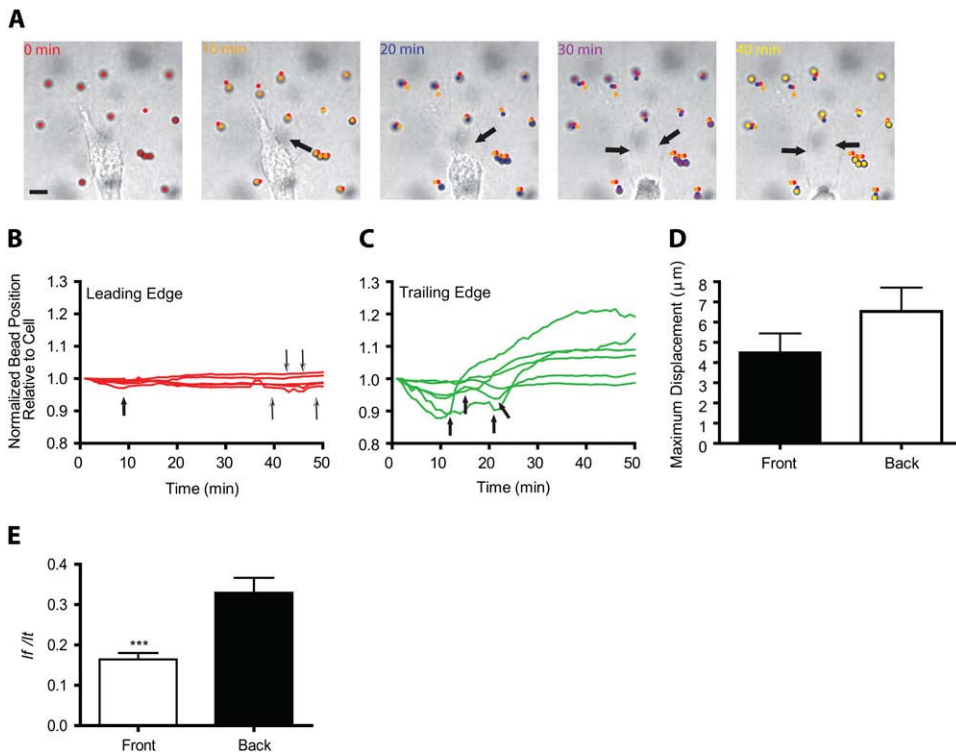 A
0 min
10 min
20 min
30 min
40 min
B
Normalized Bead Position
Relative to Cell
1.3
1.2
1.1
1.0
0.9
0.8
Leading Edge
0
10
20
30
40
50
Time (min)
C
1.3
1.2
1.1
1.0
0.9
0.8
Trailing Edge
0
10
20
30
40
50
Time (min)
D
Maximum Displacement (μm)
8
7
6
5
4
3
2
1
0
Front
Back
E
If /It
0.4
0.3
0.2
0.1
0.0
***
Front
Back